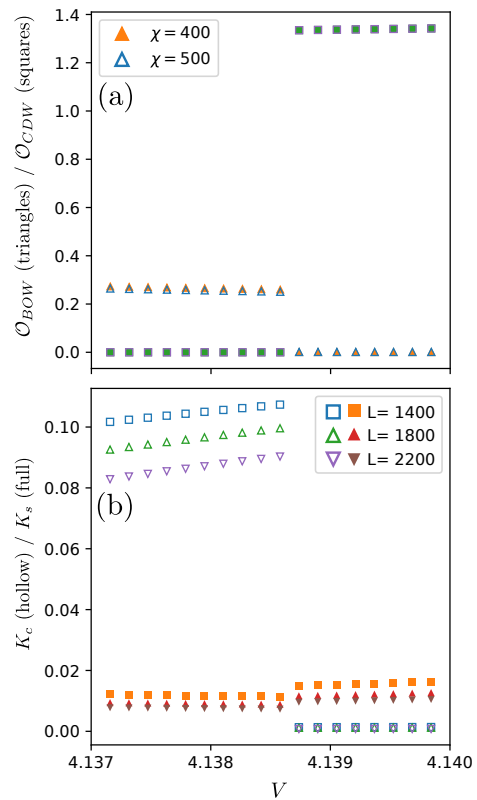 1.4
1.2
1.0
0.8
0.6
0.4
0.2
0.0
χ = 400
χ = 500
(a)
𝒪_BOW (triangles) / 𝒪_CDW (squares)
0.10
0.08
0.06
0.04
0.02
0.00
L= 1400
L= 1800
L= 2200
(b)
K_c (hollow) / K_s (full)
4.137
4.138
4.139
4.140
V